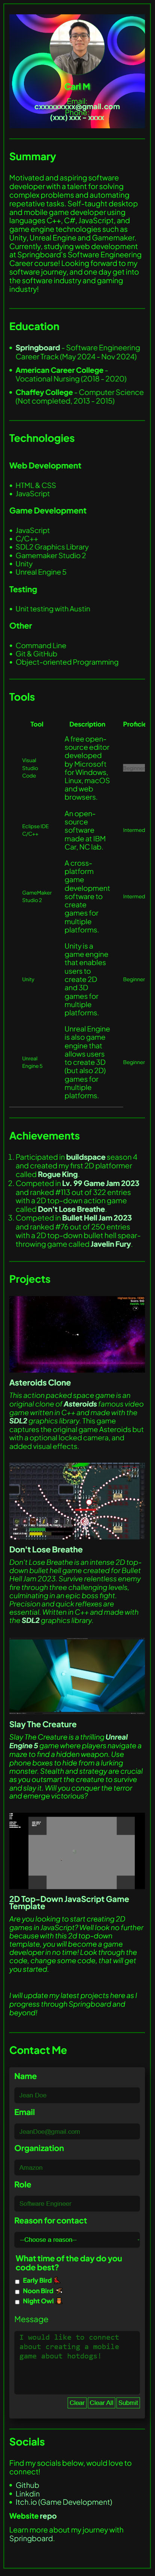 Carl M
Email:
cxxxxxxxxx@gmail.com
Phone:
(xxx) xxx - xxxx
Summary
Motivated and aspiring software
developer with a talent for solving
complex problems and automating
repetative tasks. Self-taught desktop
and mobile game developer using
languages C++, C#, JavaScript, and
game engine technologies such as
Unity, Unreal Engine and Gamemaker.
Currently, studying web development
at Springboard's Software Engineering
Career course! Looking forward to my
software journey, and one day get into
the software industry and gaming
industry!
Education
Springboard - Software Engineering
Career Track (May 2024 - Nov 2024)
American Career College -
Vocational Nursing (2018 - 2020)
Chaffey College - Computer Science
(Not completed, 2013 - 2015)
Technologies
Web Development
HTML & CSS
JavaScript
Game Development
JavaScript
C/C++
SDL2 Graphics Library
Gamemaker Studio 2
Unity
Unreal Engine 5
Testing
Unit testing with Austin
Other
Command Line
Git & GitHub
Object-oriented Programming
Tools
Tool Description Proficie
Visual
Studio
Code
A free open-
source editor
developed
by Microsoft
for Windows,
Linux, macOS
and web
browsers.
Eclipse IDE
C/C++
An open-
source
software
made at IBM
Car, NC lab.
Intermed
GameMaker
Studio 2
A cross-
platform
game
development
software to
create
games for
multiple
platforms.
Intermed
Unity
Unity is a
game engine
that enables
users to
create 2D
and 3D
games for
multiple
platforms.
Beginner
Unreal
Engine 5
Unreal Engine
is also game
engine that
allows users
to create 3D
(but also 2D)
games for
multiple
platforms.
Beginner
Achievements
1. Participated in buildspace season 4
and created my first 2D platformer
called Rogue King.
2. Competed in Lv. 99 Game Jam 2023
and ranked #113 out of 322 entries
with a 2D top-down action game
called Don't Lose Breathe.
3. Competed in Bullet Hell Jam 2023
and ranked #76 out of 250 entries
with a 2D top-down bullet hell spear-
throwing game called Javelin Fury.
Projects
Asteroids Clone
This action packed space game is an
original clone of Asteroids famous video
game written in C++ and made with the
SDL2 graphics library. This game
captures the original game Asteroids but
with a optional locked camera, and
added visual effects.
Don't Lose Breathe
Don't Lose Breathe is an intense 2D top-
down bullet hell game created for Bullet
Hell Jam 2023. Survive relentless enemy
fire through three challenging levels,
culminating in an epic boss fight.
Precision and quick reflexes are
essential. Written in C++ and made with
the SDL2 graphics library.
Slay The Creature
Slay The Creature is a thrilling Unreal
Engine 5 game where players navigate a
maze to find a hidden weapon. Use
phone boxes to hide from a lurking
monster. Stealth and strategy are crucial
as you outsmart the creature to survive
and slay it. Will you conquer the terror
and emerge victorious?
2D Top-Down JavaScript Game
Template
Are you looking to start creating 2D
games in JavaScript? Well look no further
because with this 2d top-down
template, you will become a game
developer in no time! Look through the
code, change some code, that will get
you started.
I will update my latest projects here as I
progress through Springboard and
beyond!
Contact Me
Name
Jean Doe
Email
JeanDoe@gmail.com
Organization
Amazon
Role
Software Engineer
Reason for contact
--Choose a reason--
What time of the day do you
code best?
Early Bird
Noon Bird
Night Owl
Message
I would like to connect
about creating a mobile
game about hotdogs!
Clear Clear All Submit
Socials
Find my socials below, would love to
connect!
Github
Linkdin
Itch.io (Game Development)
Website repo
Learn more about my journey with
Springboard.